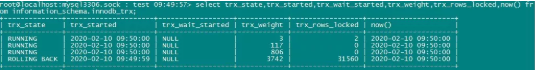 root@localhost:mysql3306.sock : test 09:49:57> select trx_state,trx_started,trx_wait_started,trx_weight,trx_rows_locked,now() fr
om information_schema.innodb_trx;
| trx_state | trx_started | trx_wait_started | trx_weight | trx_rows_locked | now() |
| RUNNING | 2020-02-10 09:50:00 | NULL | 3 | 2 | 2020-02-10 09:50:00 |
| RUNNING | 2020-02-10 09:50:00 | NULL | 117 | 0 | 2020-02-10 09:50:00 |
| RUNNING | 2020-02-10 09:50:00 | NULL | 806 | 0 | 2020-02-10 09:50:00 |
| ROLLING BACK | 2020-02-10 09:49:59 | NULL | 3742 | 31560 | 2020-02-10 09:50:00 |